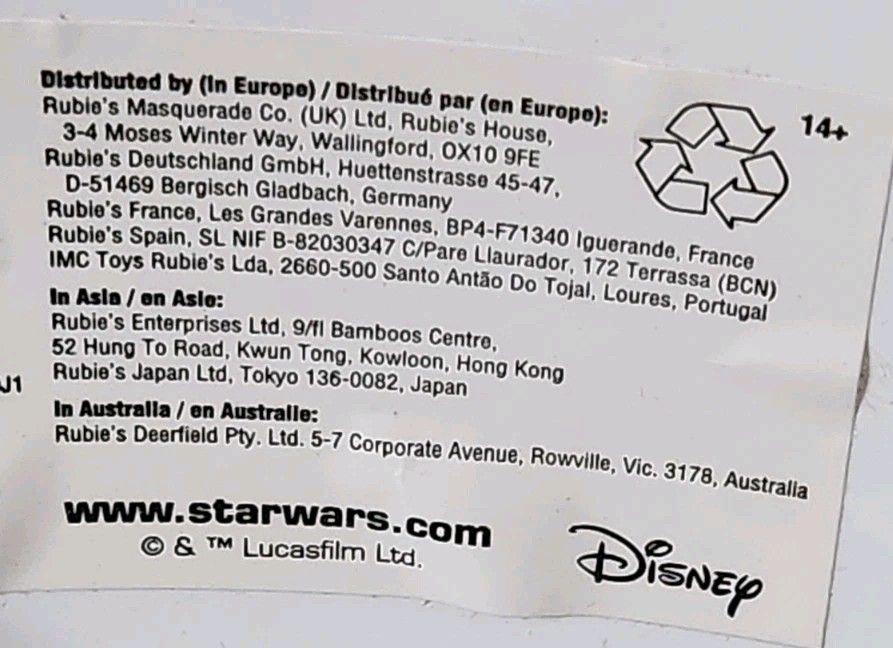 Distributed by (in Europe) / Distribué par (en Europe):
Rubie's Masquerade Co. (UK) Ltd, Rubie's House,
3-4 Moses Winter Way, Wallingford, OX10 9FE
Rubie's Deutschland GmbH, Huettenstrasse 45-47,
D-51469 Bergisch Gladbach, Germany
Rubie's France, Les Grandes Varennes, BP4-F71340 Iguerande, France
Rubie's Spain, SL NIF B-82030347 C/Pare Llaurador, 172 Terrassa (BCN)
IMC Toys Rubie's Lda, 2660-500 Santo Antão Do Tojal, Loures, Portugal
14+
In Asia / en Asie:
Rubie's Enterprises Ltd, 9/fl Bamboos Centre,
52 Hung To Road, Kwun Tong, Kowloon, Hong Kong
Rubie's Japan Ltd, Tokyo 136-0082, Japan
J1
In Australia / en Australie:
Rubie's Deerfield Pty. Ltd. 5-7 Corporate Avenue, Rowville, Vic. 3178, Australia
www.starwars.com
© & ™ Lucasfilm Ltd.
Disney